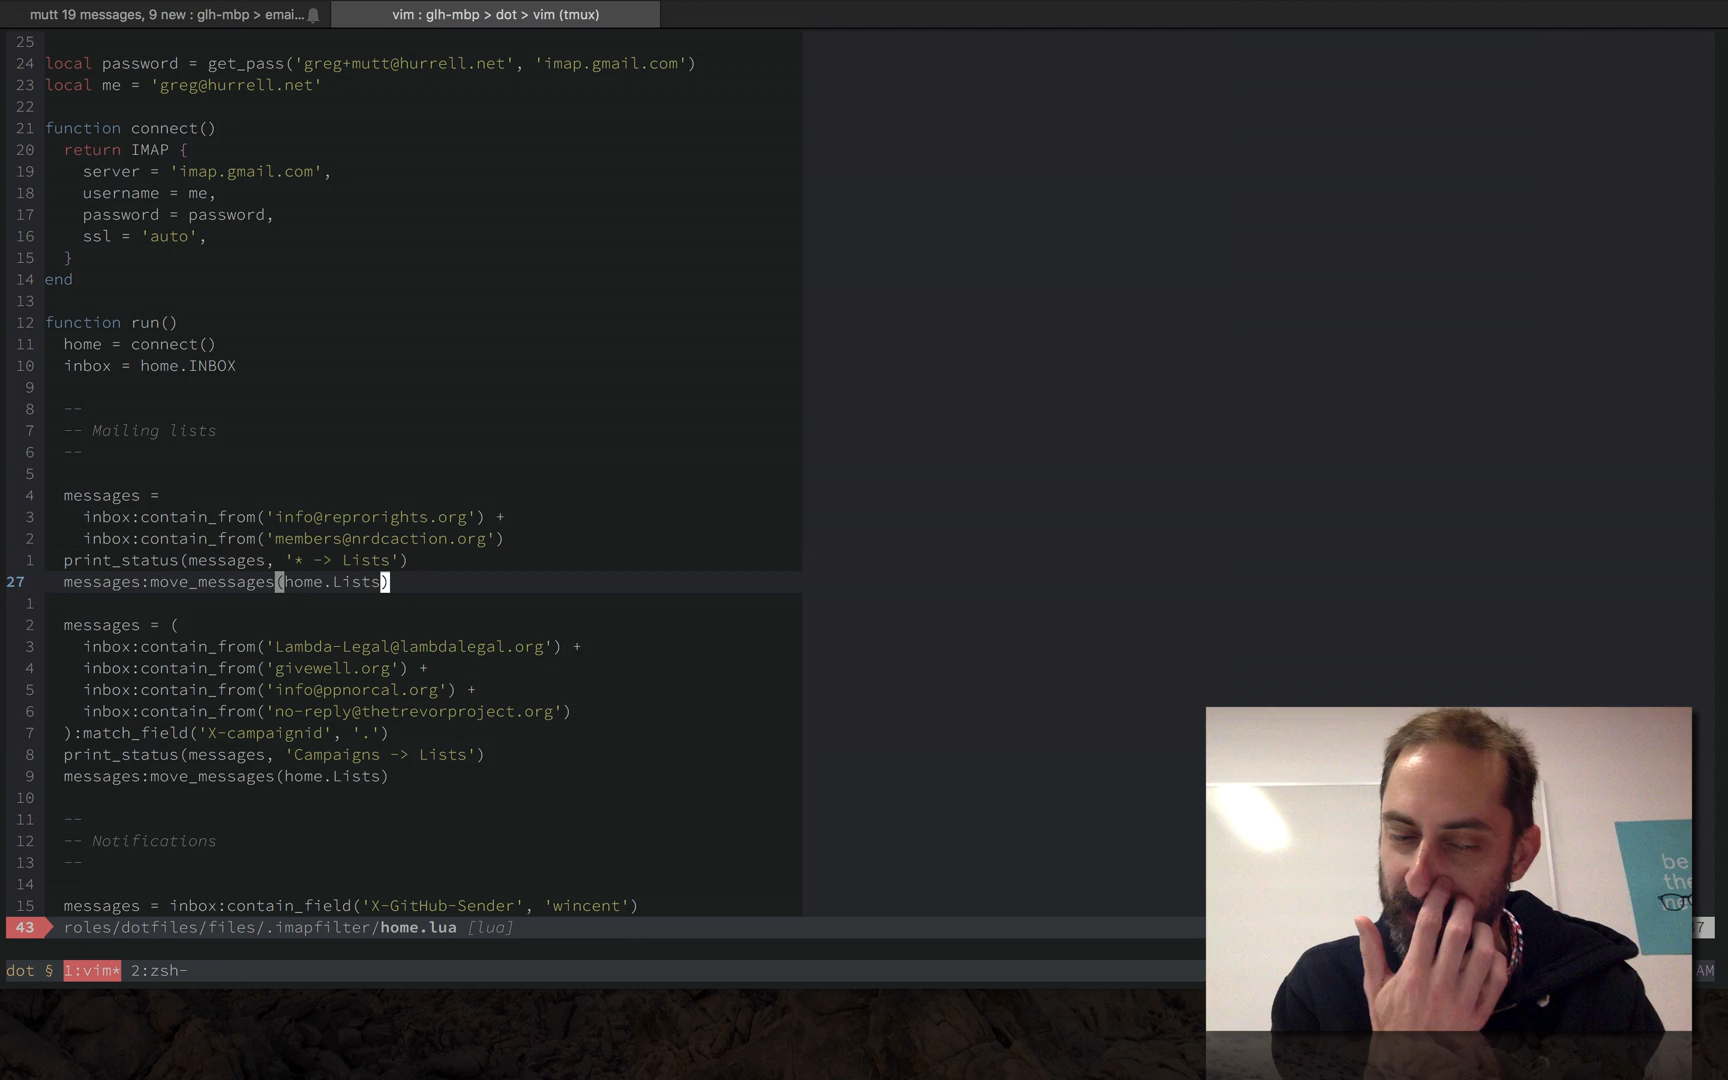 mutt 19 messages, 9 new : glh-mbp > emai...
vim : glh-mbp > dot > vim (tmux)
25
24 local password = get_pass('greg+mutt@hurrell.net', 'imap.gmail.com')
23 local me = 'greg@hurrell.net'
22
21 function connect()
20 return IMAP {
19 server = 'imap.gmail.com',
18 username = me,
17 password = password,
16 ssl = 'auto',
15 }
14 end
13
12 function run()
11 home = connect()
10 inbox = home.INBOX
9
8 --
7 -- Mailing lists
6 --
5
4 messages =
3 inbox:contain_from('info@reprorights.org') +
2 inbox:contain_from('members@nrdcaction.org')
1 print_status(messages, '* -> Lists')
27 messages:move_messages(home.Lists)
1
2 messages = (
3 inbox:contain_from('Lambda-Legal@lambdalegal.org') +
4 inbox:contain_from('givewell.org') +
5 inbox:contain_from('info@ppnorcal.org') +
6 inbox:contain_from('no-reply@thetrevorproject.org')
7 ):match_field('X-campaignid', '.')
8 print_status(messages, 'Campaigns -> Lists')
9 messages:move_messages(home.Lists)
10
11 --
12 -- Notifications
13 --
14
15 messages = inbox:contain_field('X-GitHub-Sender', 'wincent')
43 roles/dotfiles/files/.imapfilter/home.lua [lua]
7
dot § 1:vim* 2:zsh-
AM
be
the